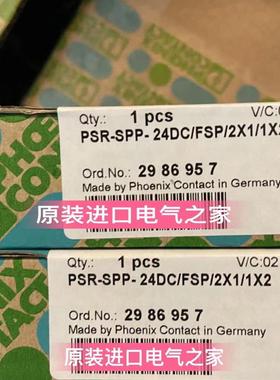 PHOENIX
CONTACT
Qty.: 1 pcs V/C:0
PSR-SPP- 24DC/FSP/2X1/1X2
Ord.No.: 29 86 95 7
Made by Phoenix Contact in Germany
原装进口电气之家
Qty.: 1 pcs V/C:02
PSR-SPP- 24DC/FSP/2X1/1X2
Ord.No.: 29 86 95 7
Made by Phoenix Contact in Germany
原装进口电气之家